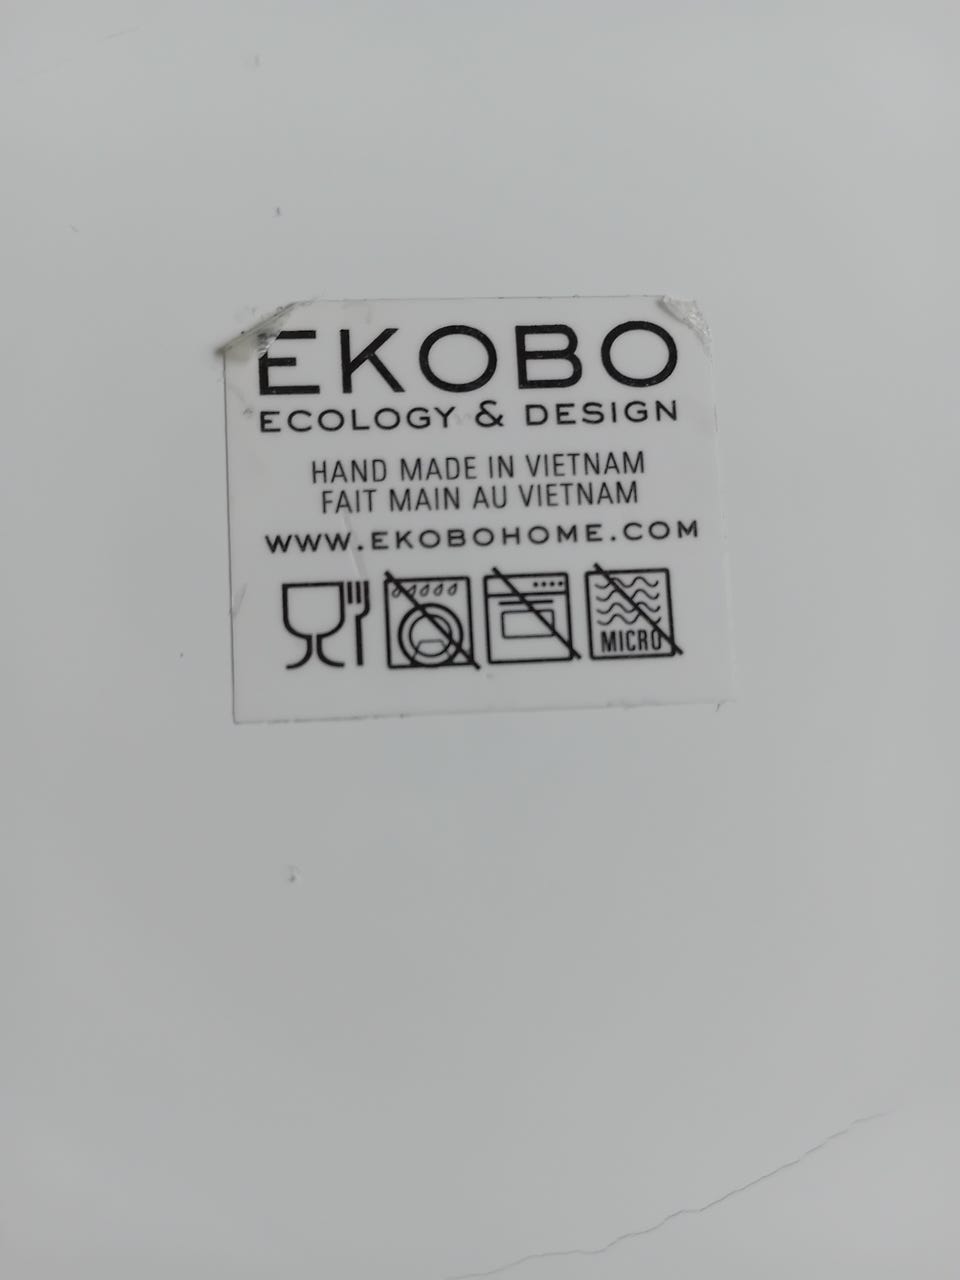 EKOBO
ECOLOGY & DESIGN
HAND MADE IN VIETNAM
FAIT MAIN AU VIETNAM
WWW.EKOBOHOME.COM
MICRO